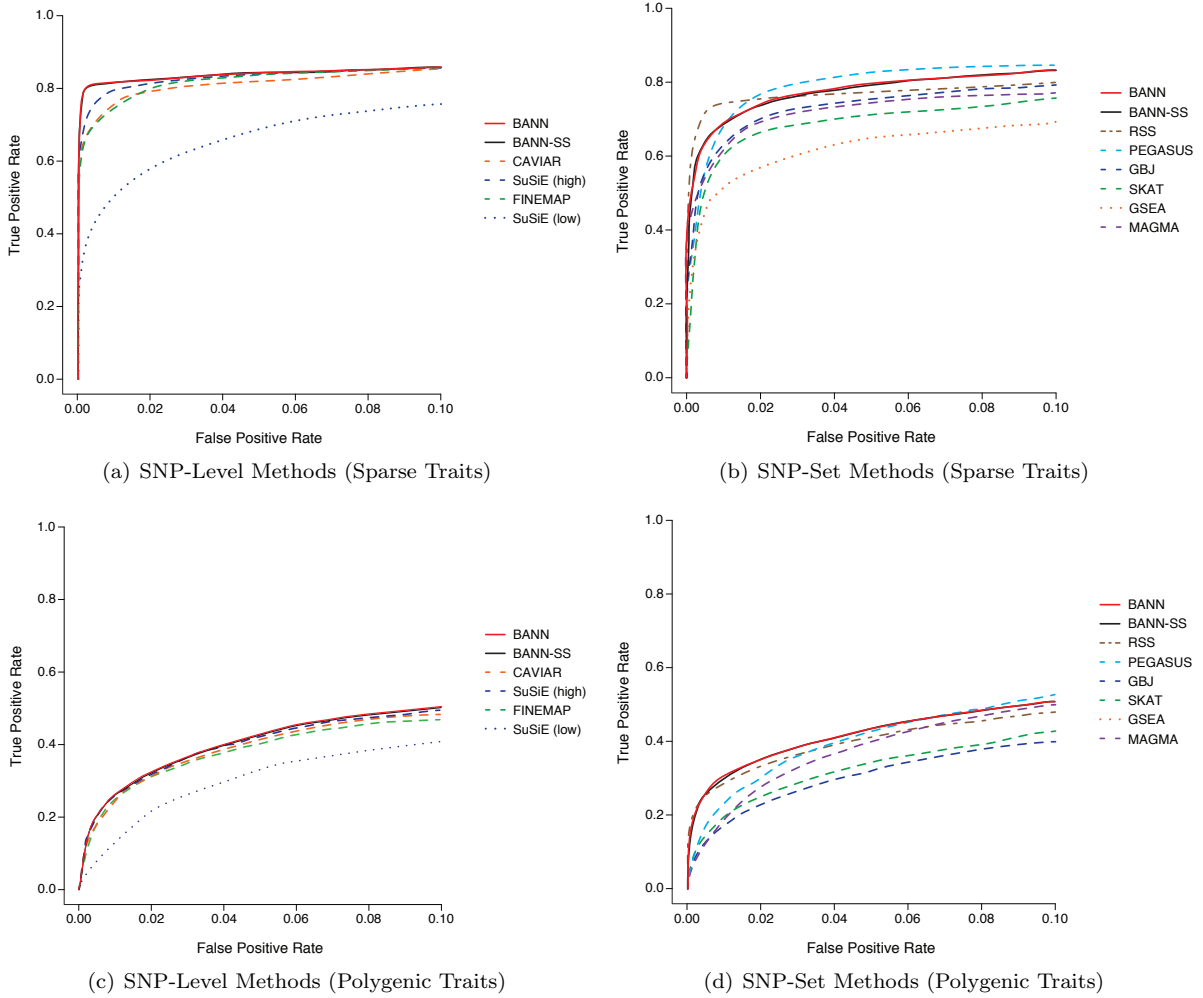 True Positive Rate
1.0
0.8
0.6
0.4
0.2
0.0
0.00 0.02 0.04 0.06 0.08 0.10
False Positive Rate
BANN
BANN-SS
CAVIAR
SuSiE (high)
FINEMAP
SuSiE (low)
(a) SNP-Level Methods (Sparse Traits)
True Positive Rate
1.0
0.8
0.6
0.4
0.2
0.0
0.00 0.02 0.04 0.06 0.08 0.10
False Positive Rate
BANN
BANN-SS
RSS
PEGASUS
GBJ
SKAT
GSEA
MAGMA
(b) SNP-Set Methods (Sparse Traits)
True Positive Rate
1.0
0.8
0.6
0.4
0.2
0.0
0.00 0.02 0.04 0.06 0.08 0.10
False Positive Rate
BANN
BANN-SS
CAVIAR
SuSiE (high)
FINEMAP
SuSiE (low)
(c) SNP-Level Methods (Polygenic Traits)
True Positive Rate
1.0
0.8
0.6
0.4
0.2
0.0
0.00 0.02 0.04 0.06 0.08 0.10
False Positive Rate
BANN
BANN-SS
RSS
PEGASUS
GBJ
SKAT
GSEA
MAGMA
(d) SNP-Set Methods (Polygenic Traits)